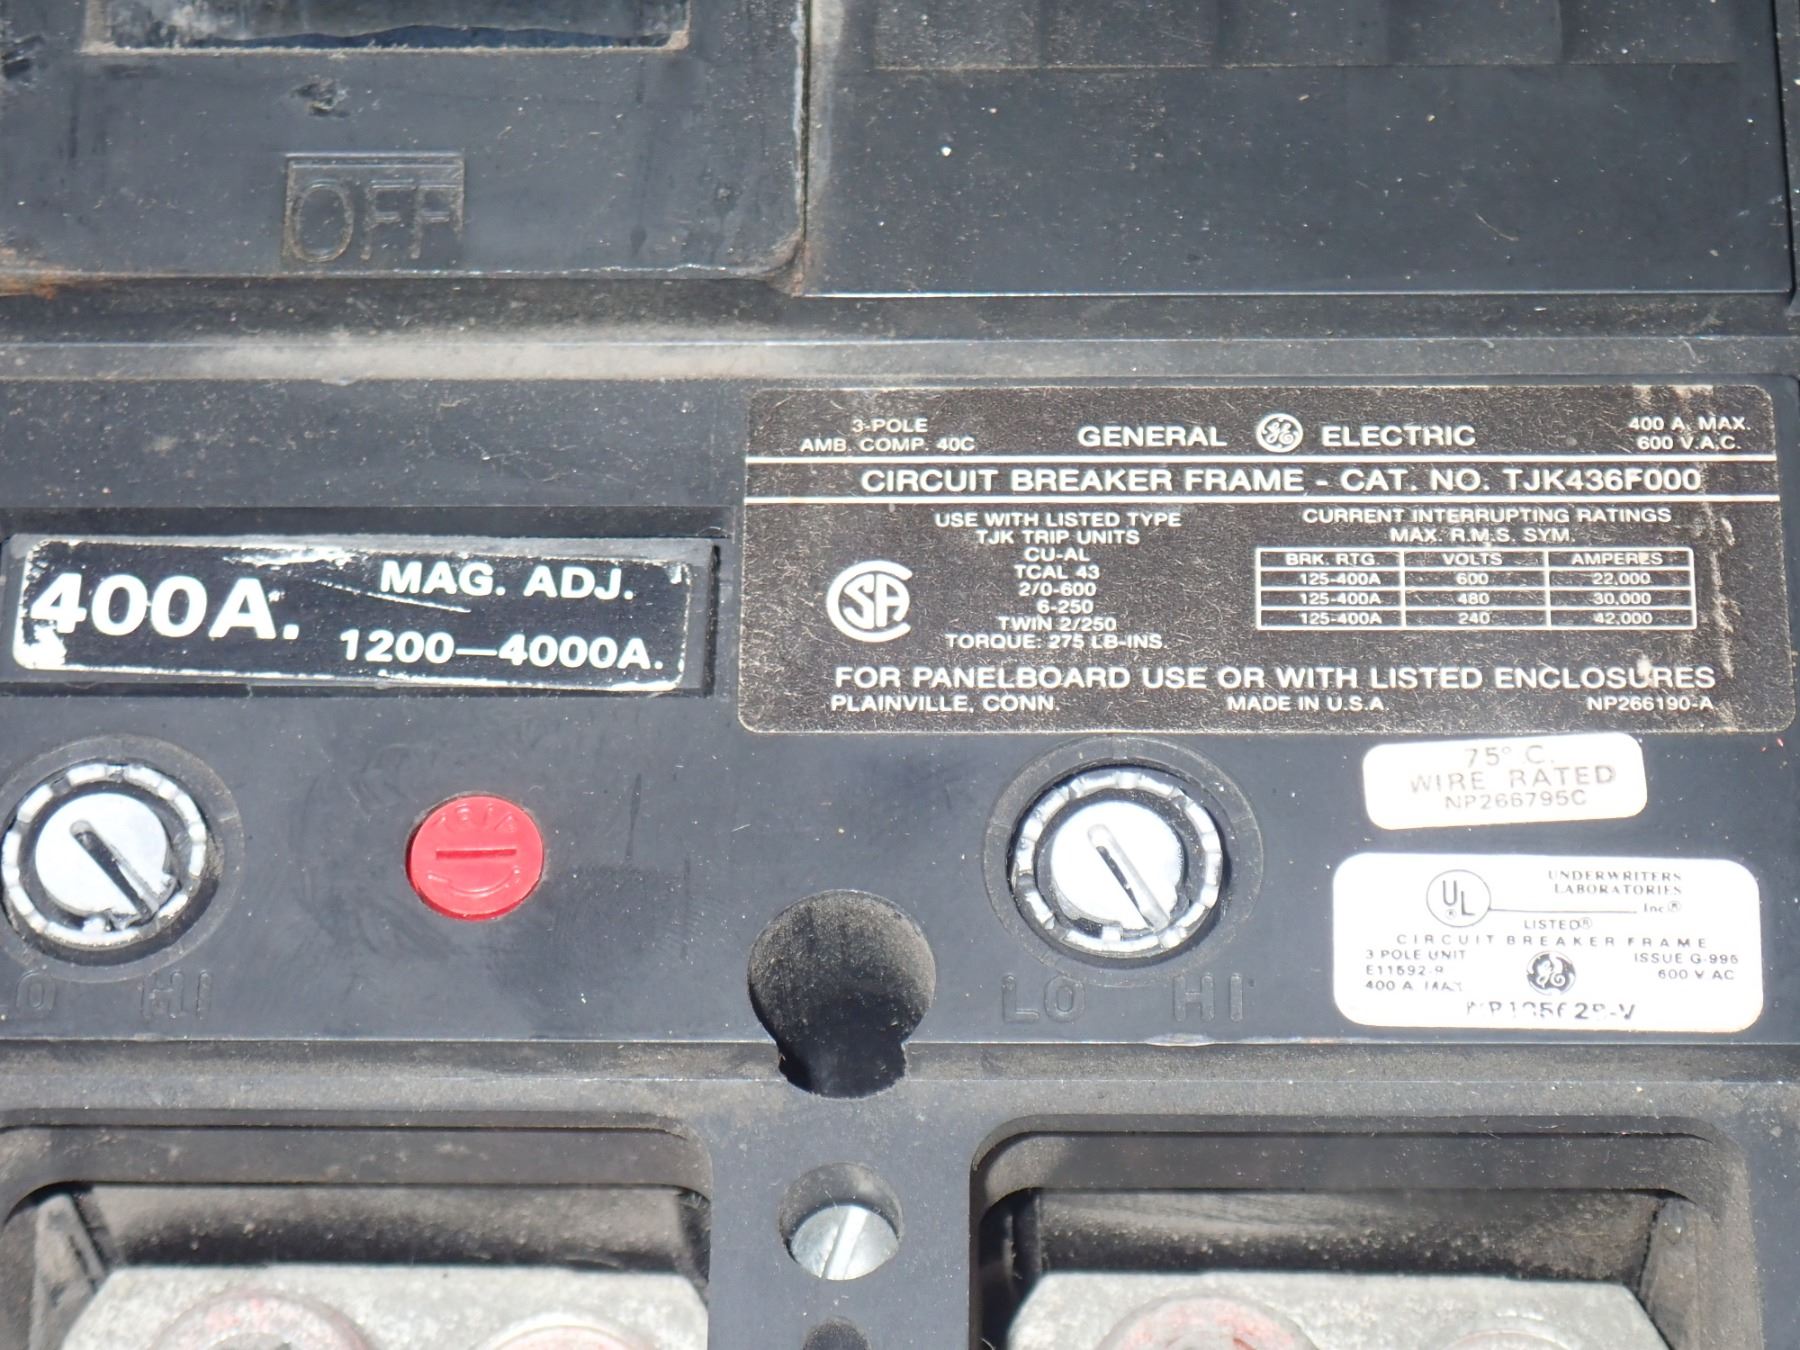 OFF
3-POLE
AMB. COMP. 40C
GENERAL GE ELECTRIC
400 A. MAX.
600 V.A.C.
CIRCUIT BREAKER FRAME - CAT. NO. TJK436F000
USE WITH LISTED TYPE
TJK TRIP UNITS
CU-AL
TCAL 43
2/0-600
6-250
TWIN 2/250
TORQUE: 275 LB-INS.
CURRENT INTERRUPTING RATINGS
MAX. R.M.S. SYM.
BRK. RTG. VOLTS AMPERES
125-400A 600 22,000
125-400A 480 30,000
125-400A 240 42,000
SA
FOR PANELBOARD USE OR WITH LISTED ENCLOSURES
PLAINVILLE, CONN. MADE IN U.S.A. NP266190-A
400A.
MAG. ADJ.
1200—4000A.
75° C.
WIRE RATED
NP266795C
LO HI
LO HI
UL
UNDERWRITERS
LABORATORIES
Inc.®
LISTED®
CIRCUIT BREAKER FRAME
3 POLE UNIT
ISSUE G-996
400 A MAX
GE
600 V AC